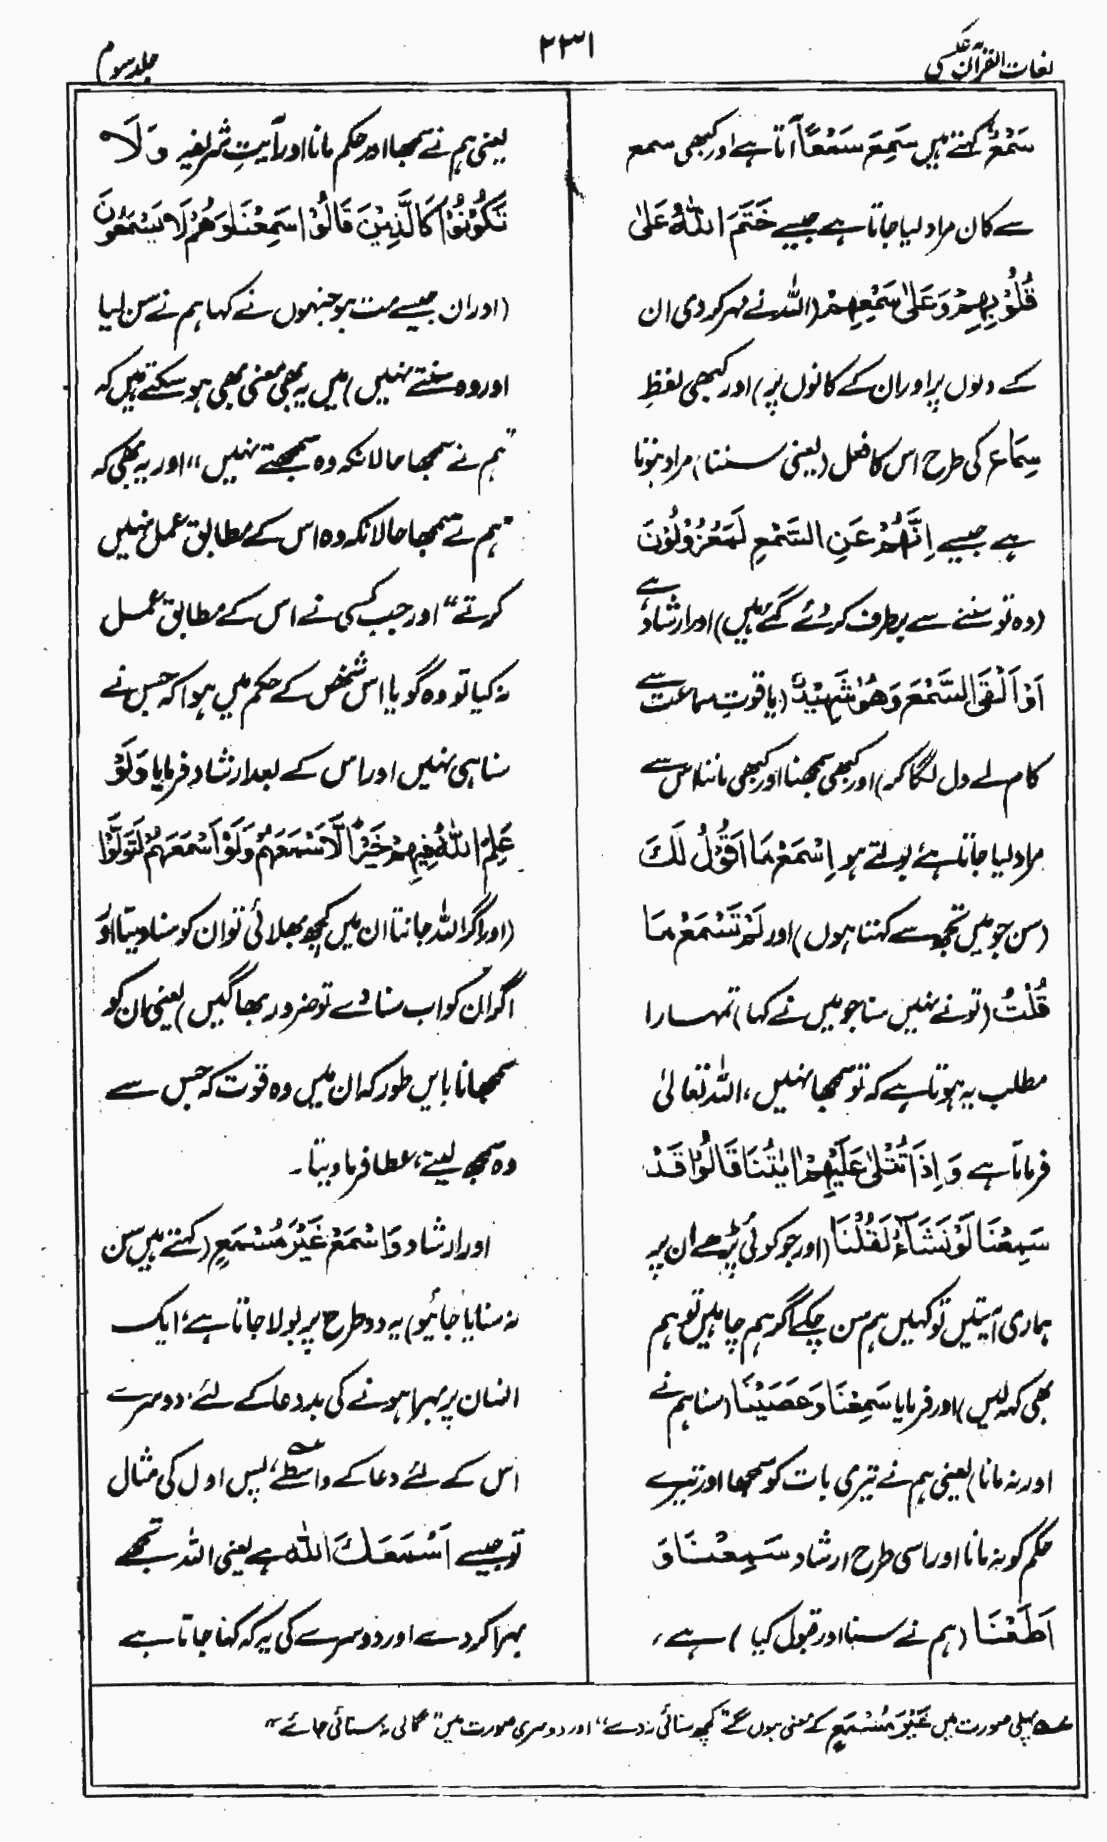 لغات القرآن عکسی
۲۳۱
جلد سوم
سَمْعٌ کہتے ہیں سَمِعَ سَمْعًا آتا ہے اور کبھی سمع
سے کان مراد لیا جاتا ہے جیسے خَتَمَ اللّٰہُ عَلٰی
قُلُوْبِہِمْ وَعَلٰی سَمْعِہِمْ (اللہ نے مہر کر دی ان
کے دلوں پر اور ان کے کانوں پر) اور کبھی لفظِ
سِمَاع کی طرح اس کا فعل (یعنی سننا) مراد ہوتا
ہے جیسے اِنَّہُمْ عَنِ السَّمْعِ لَمَعْزُوْلُوْنَ
(وہ تو سننے سے برطرف کردئے گئے ہیں) اور ارشاد ہے
اَوْ اَلْقَی السَّمْعَ وَھُوَ شَہِیْدٌ (یا قوتِ سماعت سے
کام لے دل لگا کر) اور کبھی سمجھنا اور کبھی ماننا اس سے
مراد لیا جاتا ہے بولتے ہو اِسْمَعْ مَا اَقُوْلُ لَکَ
(سن جو میں تجھ سے کہتا ہوں) اور لَمْ تَسْمَعْ مَا
قُلْتُ (تو نے نہیں سنا جو میں نے کہا) تمہارا
مطلب یہ ہوتا ہے کہ تو سمجھا نہیں، اللہ تعالیٰ
فرماتا ہے وَ اِذَا تُتْلٰی عَلَیْہِمْ اٰیٰتُنَا قَالُوْا قَدْ
سَمِعْنَا لَوْ نَشَآءُ لَقُلْنَا (اور جو کوئی پڑھے ان پر
ہماری آیتیں تو کہیں ہم سن چکے اگر ہم چاہیں تو ہم
بھی کہہ لیں) اور فرمایا سَمِعْنَا وَعَصَیْنَا (سنا ہم نے
اور نہ مانا) یعنی ہم نے تیری بات کو سمجھا اور تیرے
حکم کو نہ مانا اور اسی طرح ارشاد سَمِعْنَا وَ
اَطَعْنَا (ہم نے سنا اور قبول کیا) ہے،
یعنی ہم نے سمجھا اور حکم مانا اور آیتِ شریفہ وَلَا
تَکُوْنُوْا کَالَّذِیْنَ قَالُوْا سَمِعْنَا وَھُمْ لَا یَسْمَعُوْنَ
(اور ان جیسے مت ہو جنہوں نے کہا ہم نے سن لیا
اور وہ سنتے نہیں) میں یہ بھی معنی بھی ہو سکتے ہیں کہ
"ہم نے سمجھا حالانکہ وہ سمجھتے نہیں" اور یہ بھی کہ
"ہم نے سمجھا حالانکہ وہ اس کے مطابق عمل نہیں
کرتے" اور جب کسی نے اس کے مطابق عمل
نہ کیا تو وہ گویا اس شخص کے حکم میں ہوا کہ جس نے
سنا ہی نہیں اور اس کے بعد ارشاد فرمایا وَلَوْ
عَلِمَ اللّٰہُ فِیْہِمْ خَیْرًا لَّاَسْمَعَہُمْ وَلَوْ اَسْمَعَہُمْ لَتَوَلَّوْا
(اور اگر اللہ جانتا ان میں کچھ بھلائی تو ان کو سنا دیتا اور
اگر ان کو اب سنا دے تو ضرور بھاگیں) یعنی ان کو
سمجھاتا بایں طور کہ ان میں وہ قوت کہ جس سے
وہ سمجھ لیتے، عطا فرما دیتا۔
اور ارشاد وَاسْمَعْ غَیْرَ مُسْمَعٍ (کہتے ہیں سن
نہ سنایا جائیو) یہ دو طرح پر بولا جاتا ہے، ایک
انسان پر بہرا ہونے کی بددعا کے لئے، دوسرے
اس کے لئے دعا کے واسطے عہ، پس اول کی مثال
تو جیسے اَسْمَعَکَ اللّٰہ ہے یعنی اللہ تجھے
بہرا کر دے اور دوسرے کی یہ کہ کہا جاتا ہے
عہ پہلی صورت میں غَیْرَ مُسْمَعٍ کے معنی ہوں گے "کچھ سنائی نہ دے" اور دوسری صورت میں "گالی نہ سنائی جائے"